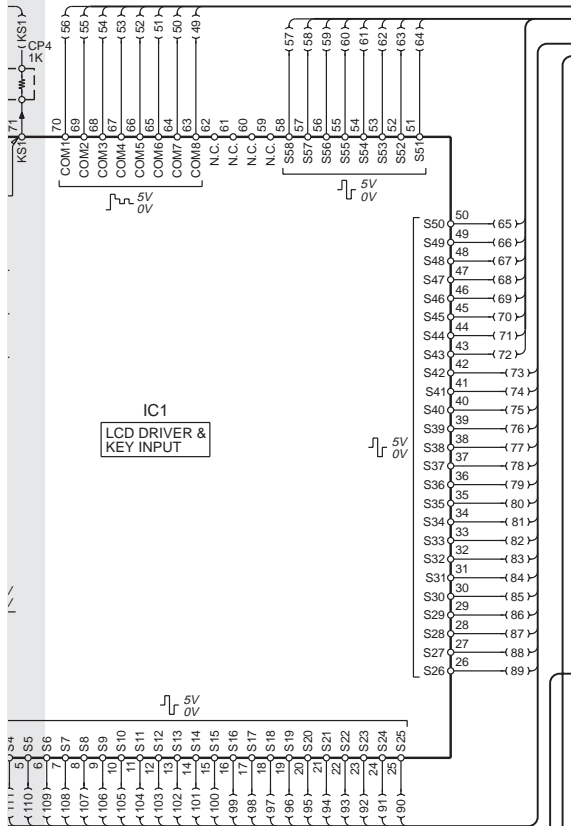 KS1
CP4
1K
71
KS1
56 55 54 53 52 51 50 49
57 58 59 60 61 62 63 64
70 69 68 67 66 65 64 63 62 61 60 59 58 57 56 55 54 53 52 51
COM1 COM2 COM3 COM4 COM5 COM6 COM7 COM8 N.C. N.C. N.C. N.C. S58 S57 S56 S55 S54 S53 S52 S51
5V
0V
5V
0V
S50 50 65
S49 49 66
S48 48 67
S47 47 68
S46 46 69
S45 45 70
S44 44 71
S43 43 72
S42 42 73
S41 41 74
S40 40 75
S39 39 76
S38 38 77
S37 37 78
S36 36 79
S35 35 80
S34 34 81
S33 33 82
S32 32 83
S31 31 84
S30 30 85
S29 29 86
S28 28 87
S27 27 88
S26 26 89
IC1
LCD DRIVER &
KEY INPUT
5V
0V
5V
0V
S4 S5 S6 S7 S8 S9 S10 S11 S12 S13 S14 S15 S16 S17 S18 S19 S20 S21 S22 S23 S24 S25
5 6 7 8 9 10 11 12 13 14 15 16 17 18 19 20 21 22 23 24 25
111 110 109 108 107 106 105 104 103 102 101 100 99 98 97 96 95 94 93 92 91 90